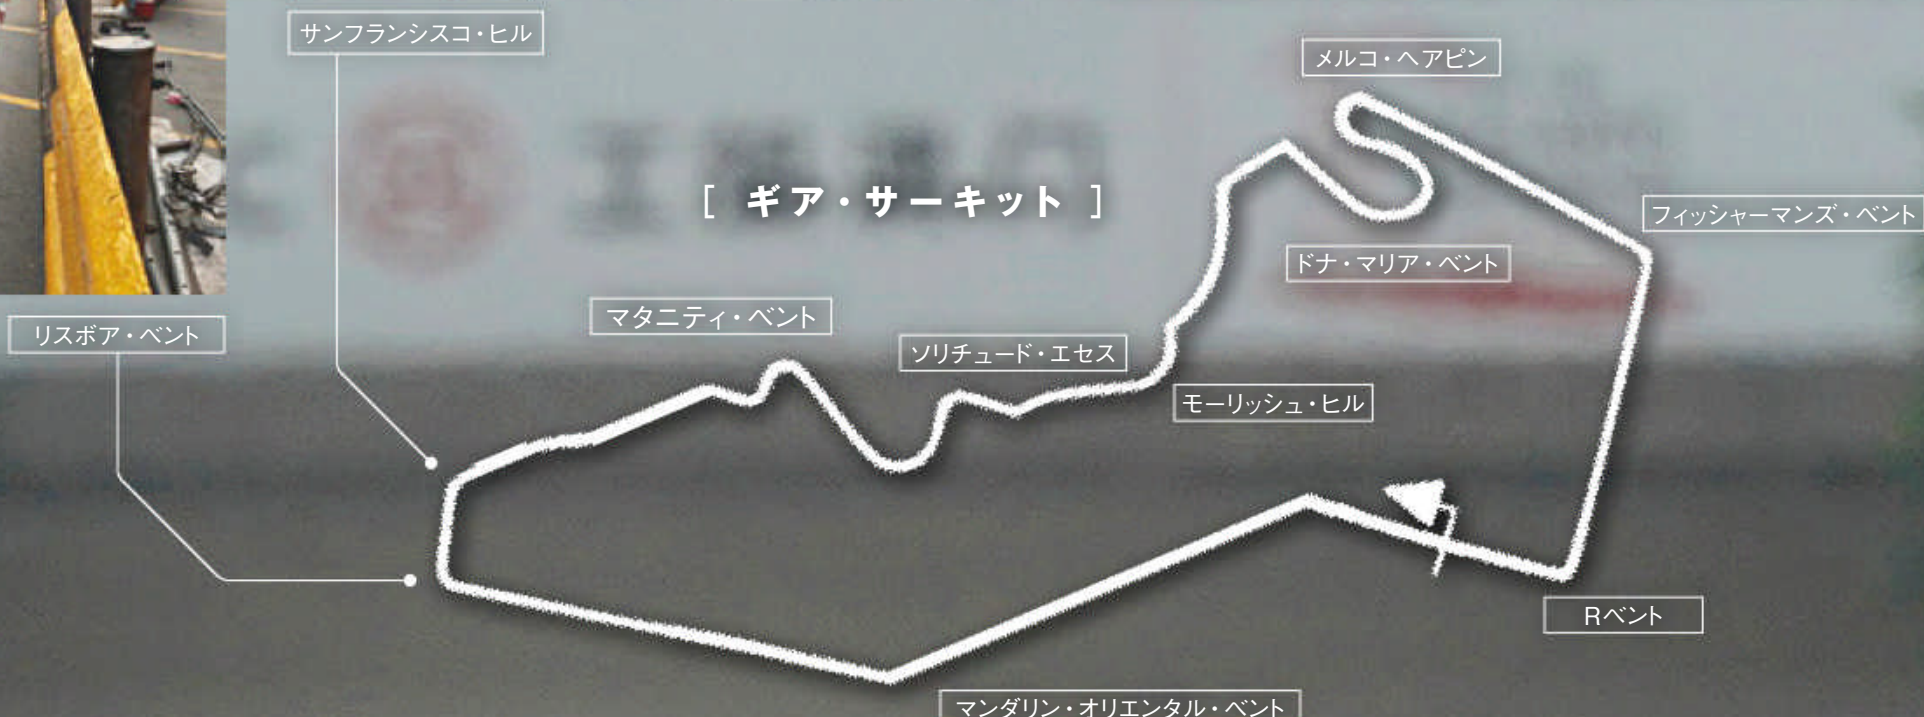 サンフランシスコ・ヒル
メルコ・ヘアピン
[ ギア・サーキット ]
フィッシャーマンズ・ベント
ドナ・マリア・ベント
マタニティ・ベント
リスボア・ベント
ソリチュード・エセス
モーリッシュ・ヒル
Rベント
マンダリン・オリエンタル・ベント